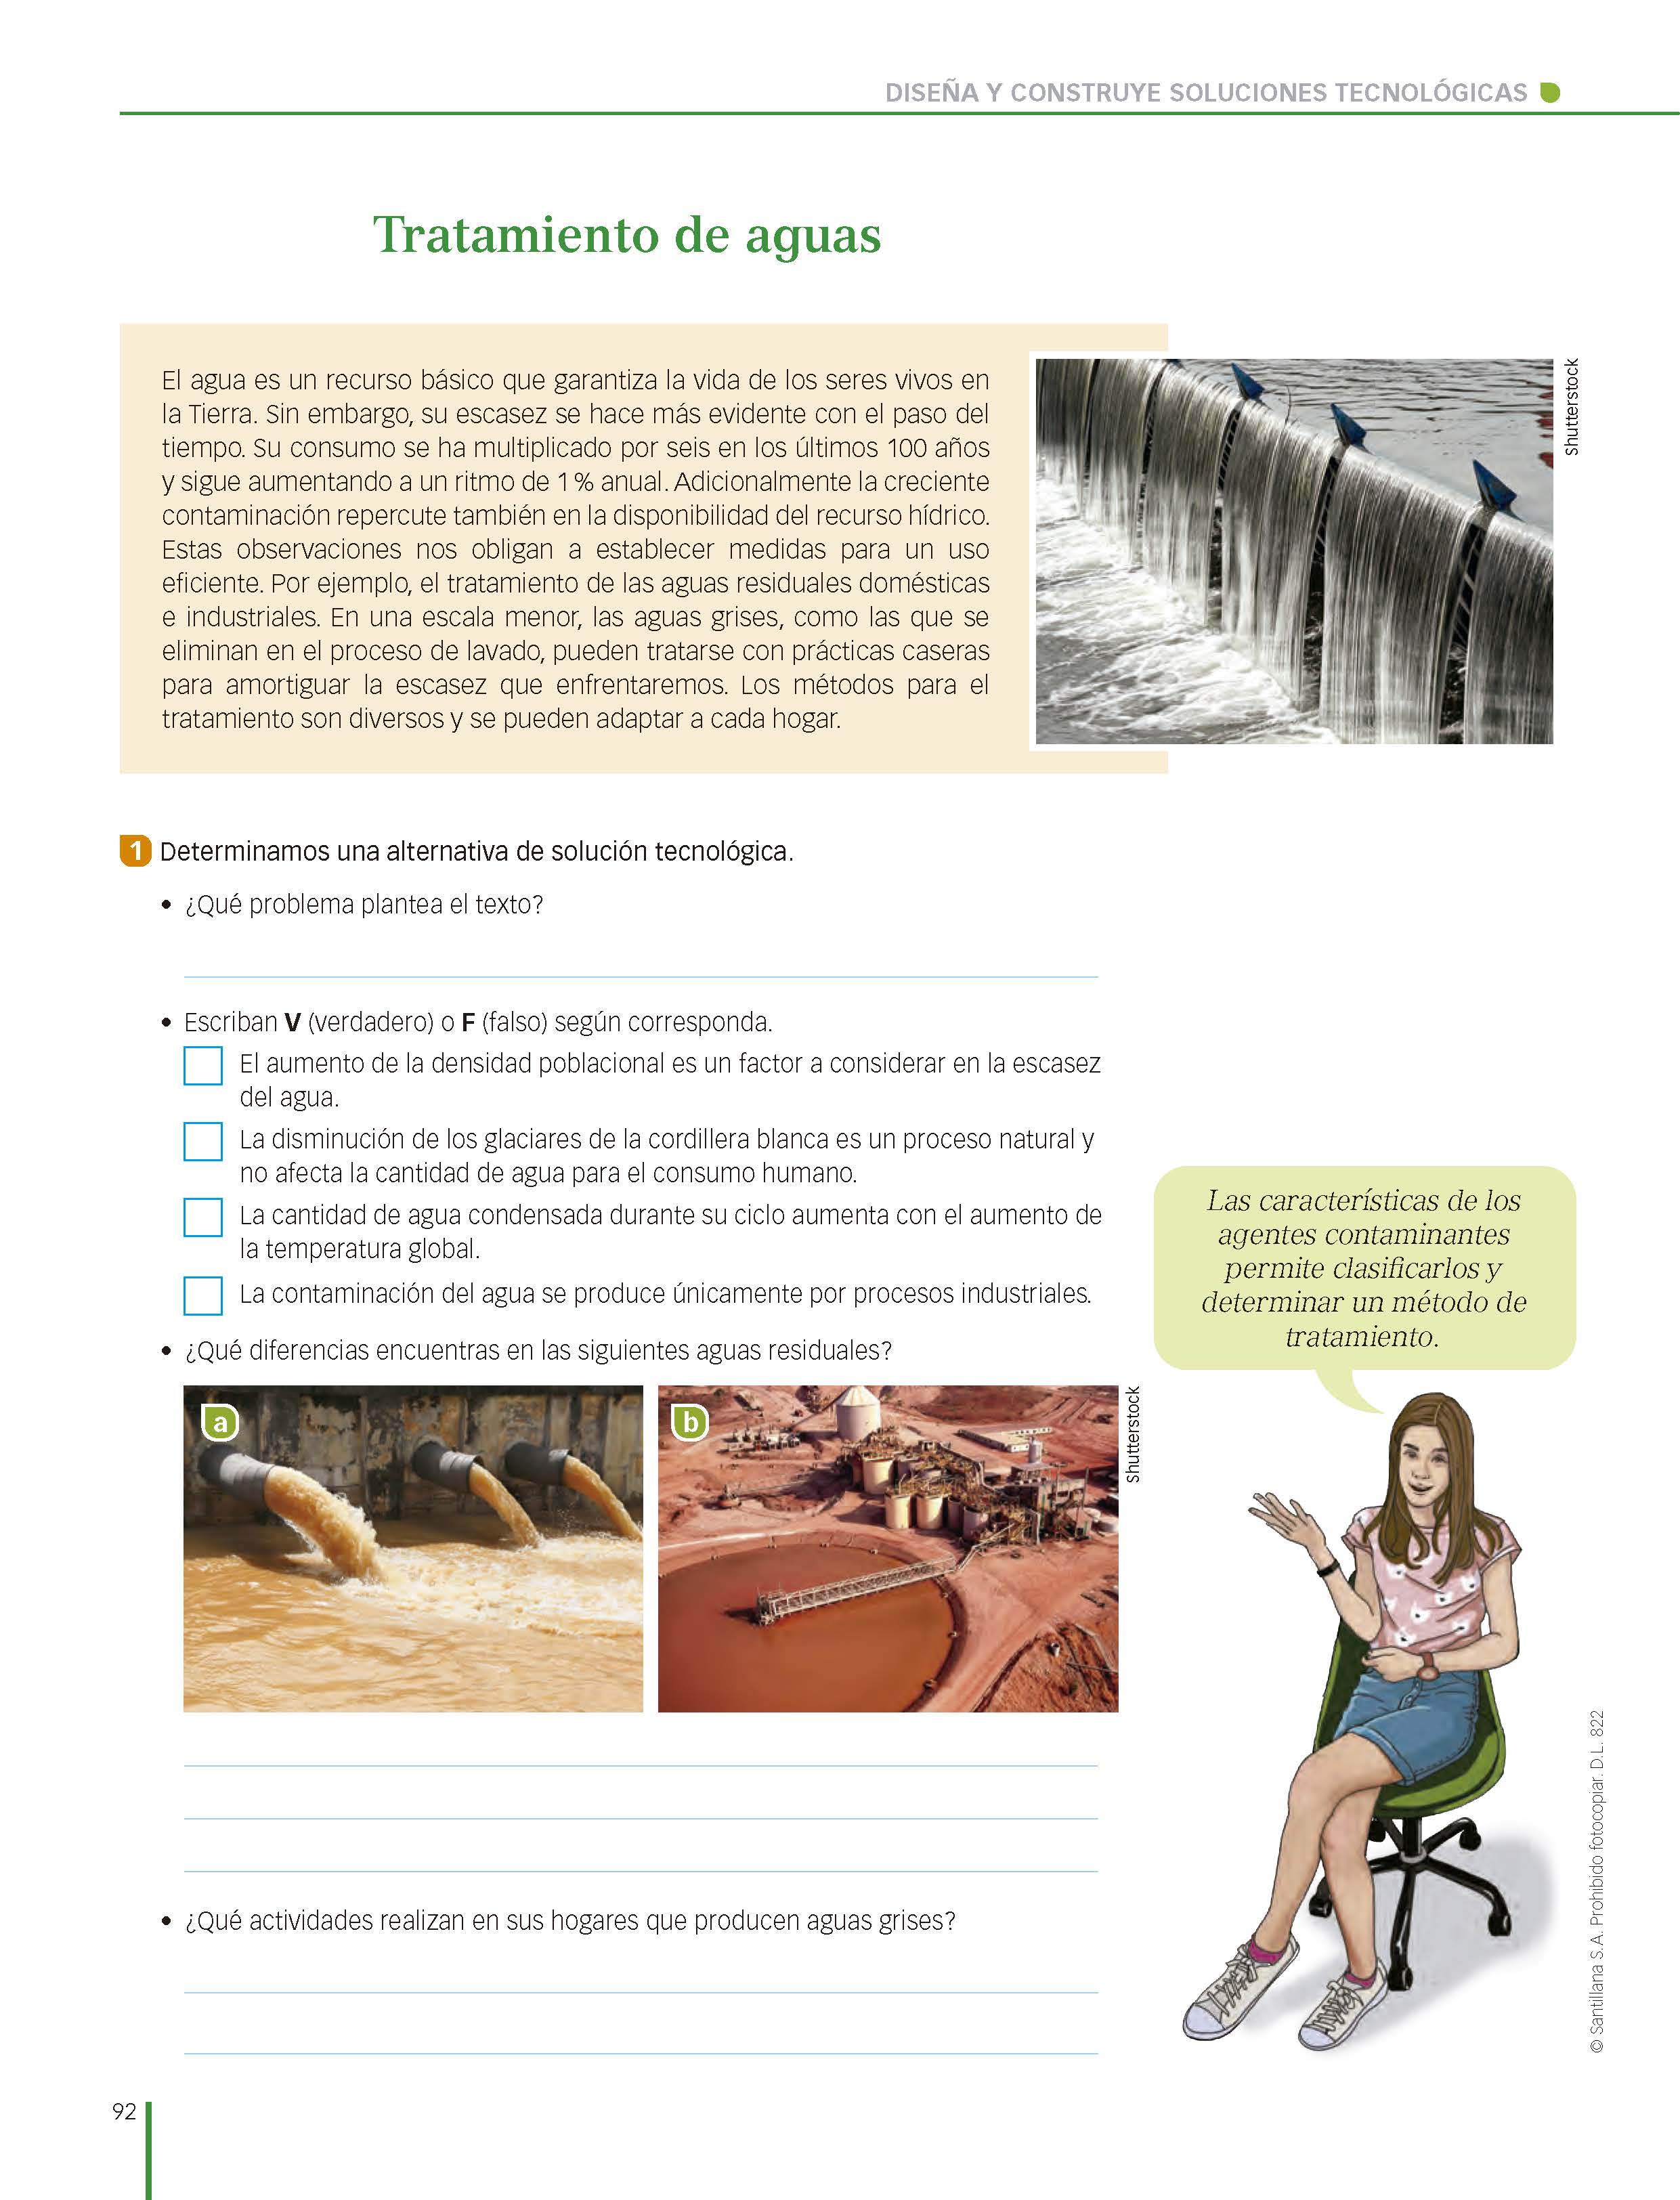 DISEÑA Y CONSTRUYE SOLUCIONES TECNOLÓGICAS
Tratamiento de aguas
El agua es un recurso básico que garantiza la vida de los seres vivos en
la Tierra. Sin embargo, su escasez se hace más evidente con el paso del
tiempo. Su consumo se ha multiplicado por seis en los últimos 100 años
y sigue aumentando a un ritmo de 1 % anual. Adicionalmente la creciente
contaminación repercute también en la disponibilidad del recurso hídrico.
Estas observaciones nos obligan a establecer medidas para un uso
eficiente. Por ejemplo, el tratamiento de las aguas residuales domésticas
e industriales. En una escala menor, las aguas grises, como las que se
eliminan en el proceso de lavado, pueden tratarse con prácticas caseras
para amortiguar la escasez que enfrentaremos. Los métodos para el
tratamiento son diversos y se pueden adaptar a cada hogar.
Shutterstock
1 Determinamos una alternativa de solución tecnológica.
• ¿Qué problema plantea el texto?
• Escriban V (verdadero) o F (falso) según corresponda.
El aumento de la densidad poblacional es un factor a considerar en la escasez
del agua.
La disminución de los glaciares de la cordillera blanca es un proceso natural y
no afecta la cantidad de agua para el consumo humano.
La cantidad de agua condensada durante su ciclo aumenta con el aumento de
la temperatura global.
La contaminación del agua se produce únicamente por procesos industriales.
Las características de los
agentes contaminantes
permite clasificarlos y
determinar un método de
tratamiento.
• ¿Qué diferencias encuentras en las siguientes aguas residuales?
a
b
Shutterstock
• ¿Qué actividades realizan en sus hogares que producen aguas grises?
© Santillana S.A. Prohibido fotocopiar. D.L. 822
92